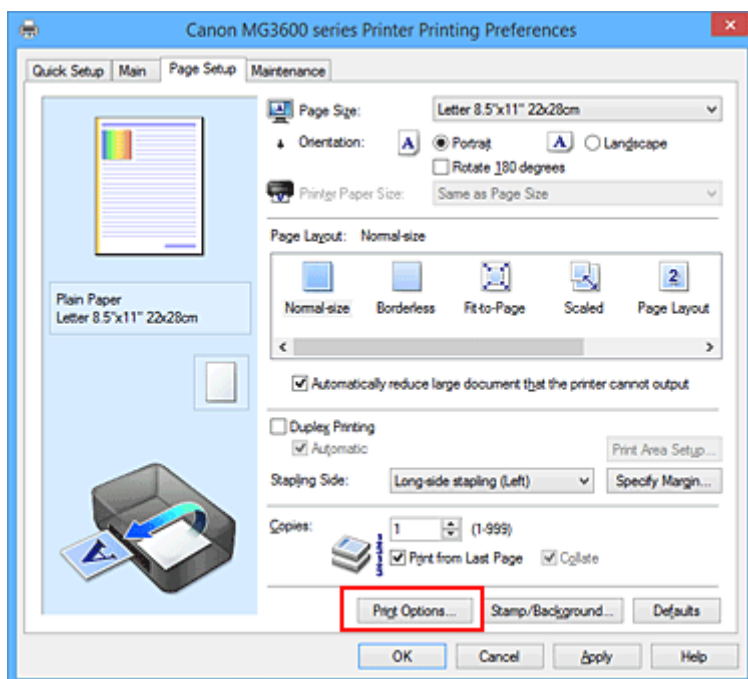 Canon MG3600 series Printer Printing Preferences
Quick Setup Main Page Setup Maintenance
Page Size: Letter 8.5"x11" 22x28cm
Orientation: A Portrait A Landscape
Rotate 180 degrees
Printer Paper Size: Same as Page Size
Page Layout: Normal-size
2
Normal-size Borderless Fit-to-Page Scaled Page Layout
Plain Paper
Letter 8.5"x11" 22x28cm
Automatically reduce large document that the printer cannot output
Duplex Printing
Automatic Print Area Setup...
Stapling Side: Long-side stapling (Left) Specify Margin...
Copies: 1 (1-999)
Print from Last Page Collate
A
Print Options... Stamp/Background... Defaults
OK Cancel Apply Help